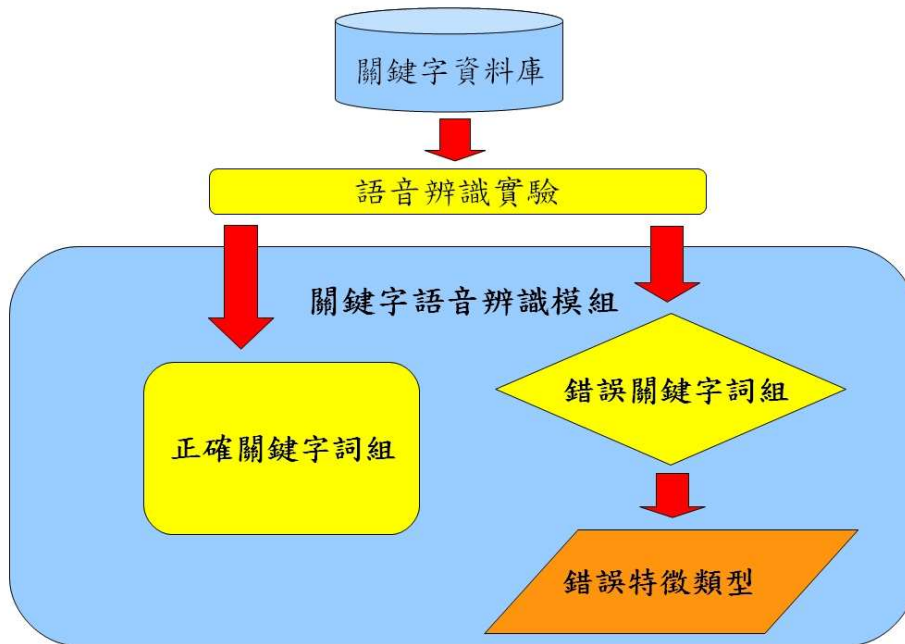 關鍵字資料庫
語音辨識實驗
關鍵字語音辨識模組
正確關鍵字詞組
錯誤關鍵字詞組
錯誤特徵類型